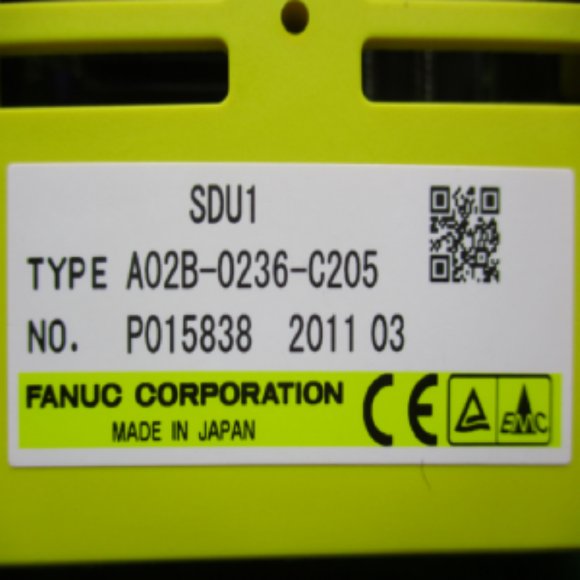 SDU1
TYPE A02B-0236-C205
NO. P015838 2011 03
FANUC CORPORATION
MADE IN JAPAN
CE
EMC